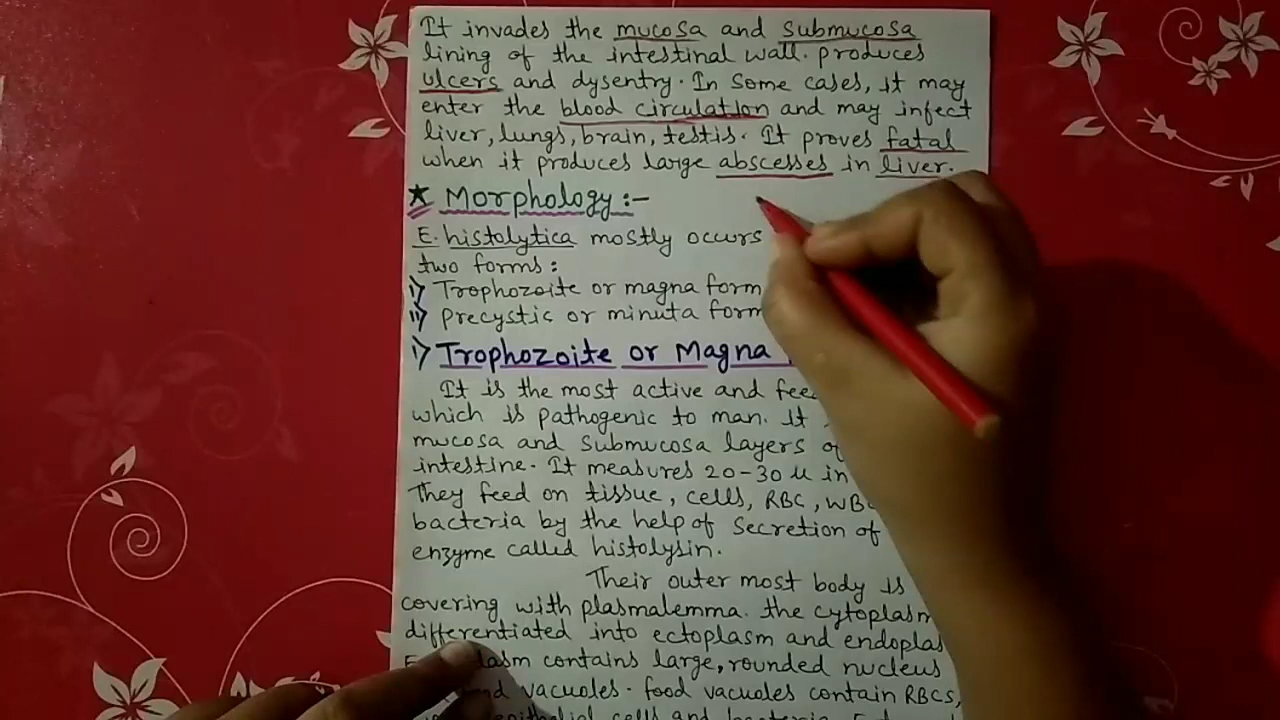 It invades the mucosa and submucosa
lining of the intestinal wall. produces
ulcers and dysentry. In some cases, it may
enter the blood circulation and may infect
liver, lungs, brain, testis. It proves fatal
when it produces large abscesses in liver.
★ Morphology :-
E. histolytica mostly occurs
two forms:
i) Trophozoite or magna form
ii) precystic or minuta form
i) Trophozoite or Magna
It is the most active and
which is pathogenic to man. It
mucosa and submucosa layers
intestine. It measures 20-30 μ in
They feed on tissue, cells, RBC,
bacteria by the help of secretion of
enzyme called histolysin.
Their outer most body is
covering with plasmalemma. the cytoplasm
differentiated into ectoplasm and
contains large, rounded nucleus
vacuoles. food vacuoles contain RBCs,
cells and bacteria.